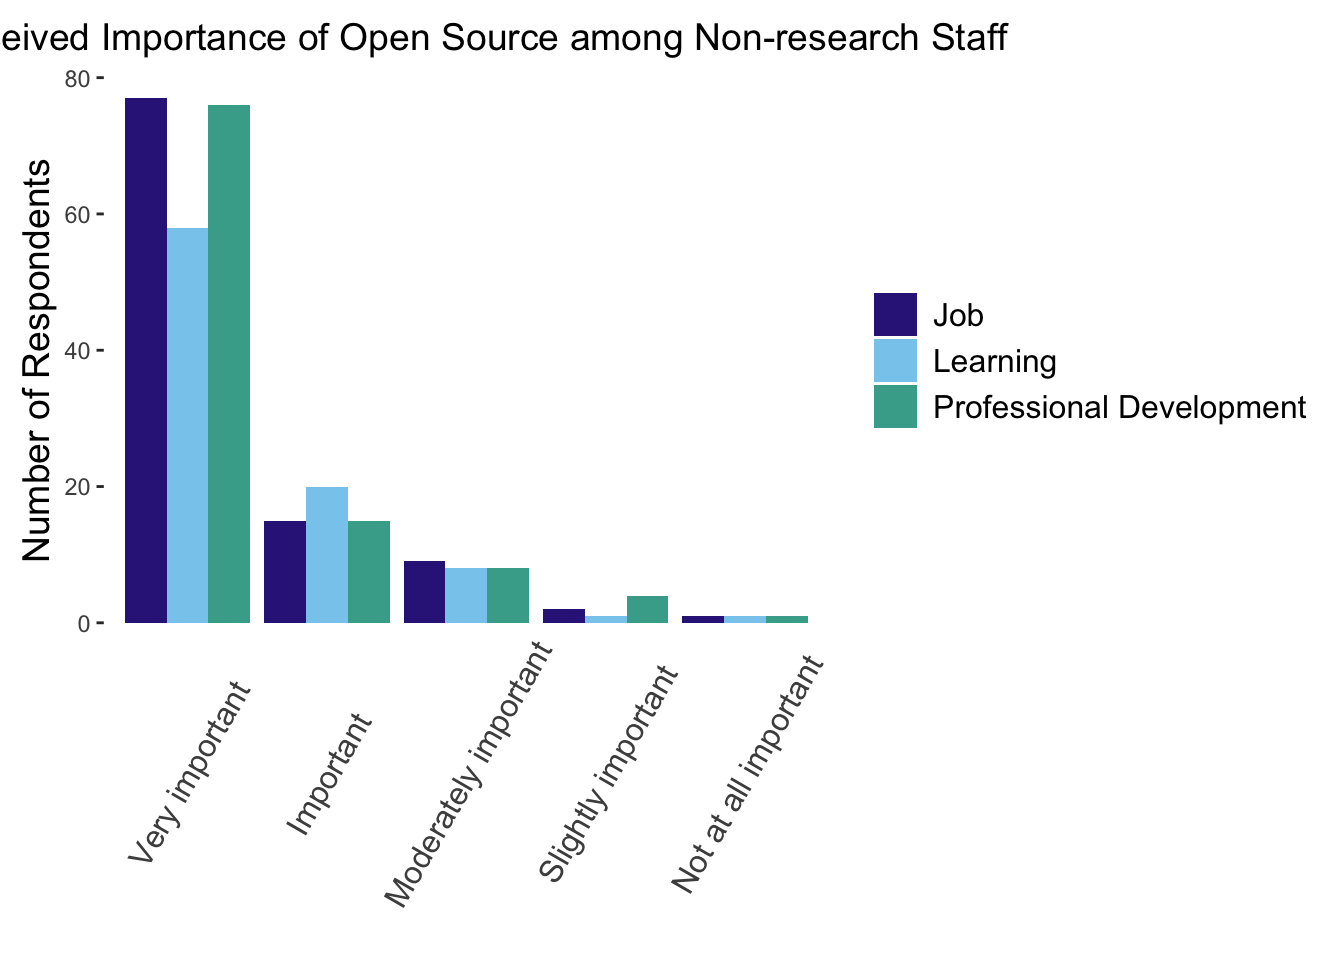 eived Importance of Open Source among Non-research Staff
Number of Respondents
80
60
40
20
0
Very important
Important
Moderately important
Slightly important
Not at all important
Job
Learning
Professional Development